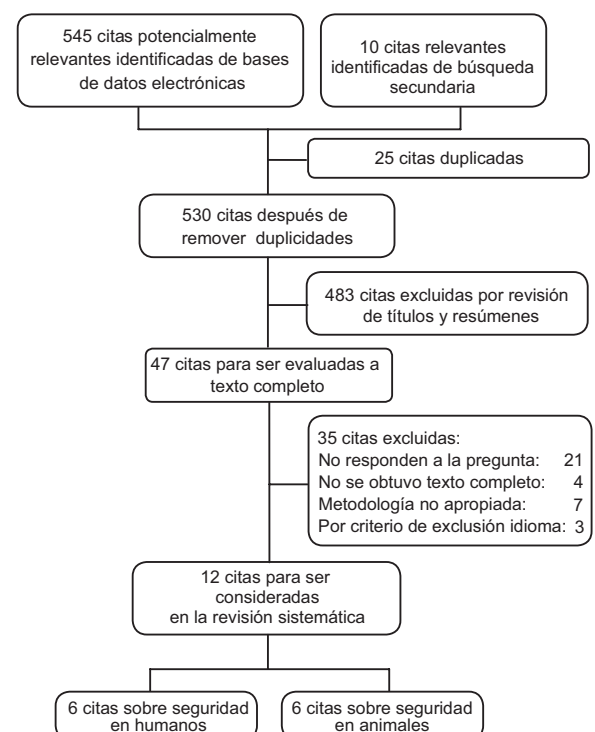 545 citas potencialmente
relevantes identificadas de bases
de datos electrónicas
10 citas relevantes
identificadas de búsqueda
secundaria
25 citas duplicadas
530 citas después de
remover duplicidades
483 citas excluidas por revisión
de títulos y resúmenes
47 citas para ser evaluadas a
texto completo
35 citas excluidas:
No responden a la pregunta: 21
No se obtuvo texto completo: 4
Metodología no apropiada: 7
Por criterio de exclusión idioma: 3
12 citas para ser
consideradas
en la revisión sistemática
6 citas sobre seguridad
en humanos
6 citas sobre seguridad
en animales